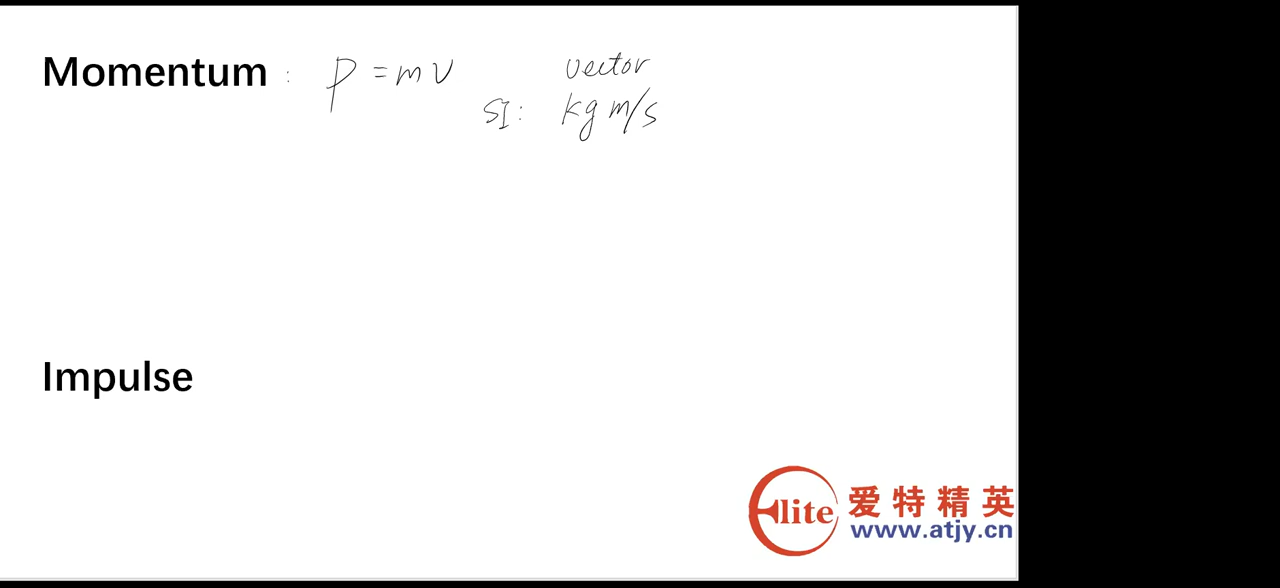 Momentum : p = mv vector
SI: kg m/s
Impulse
Elite 爱特精英
www.atjy.cn